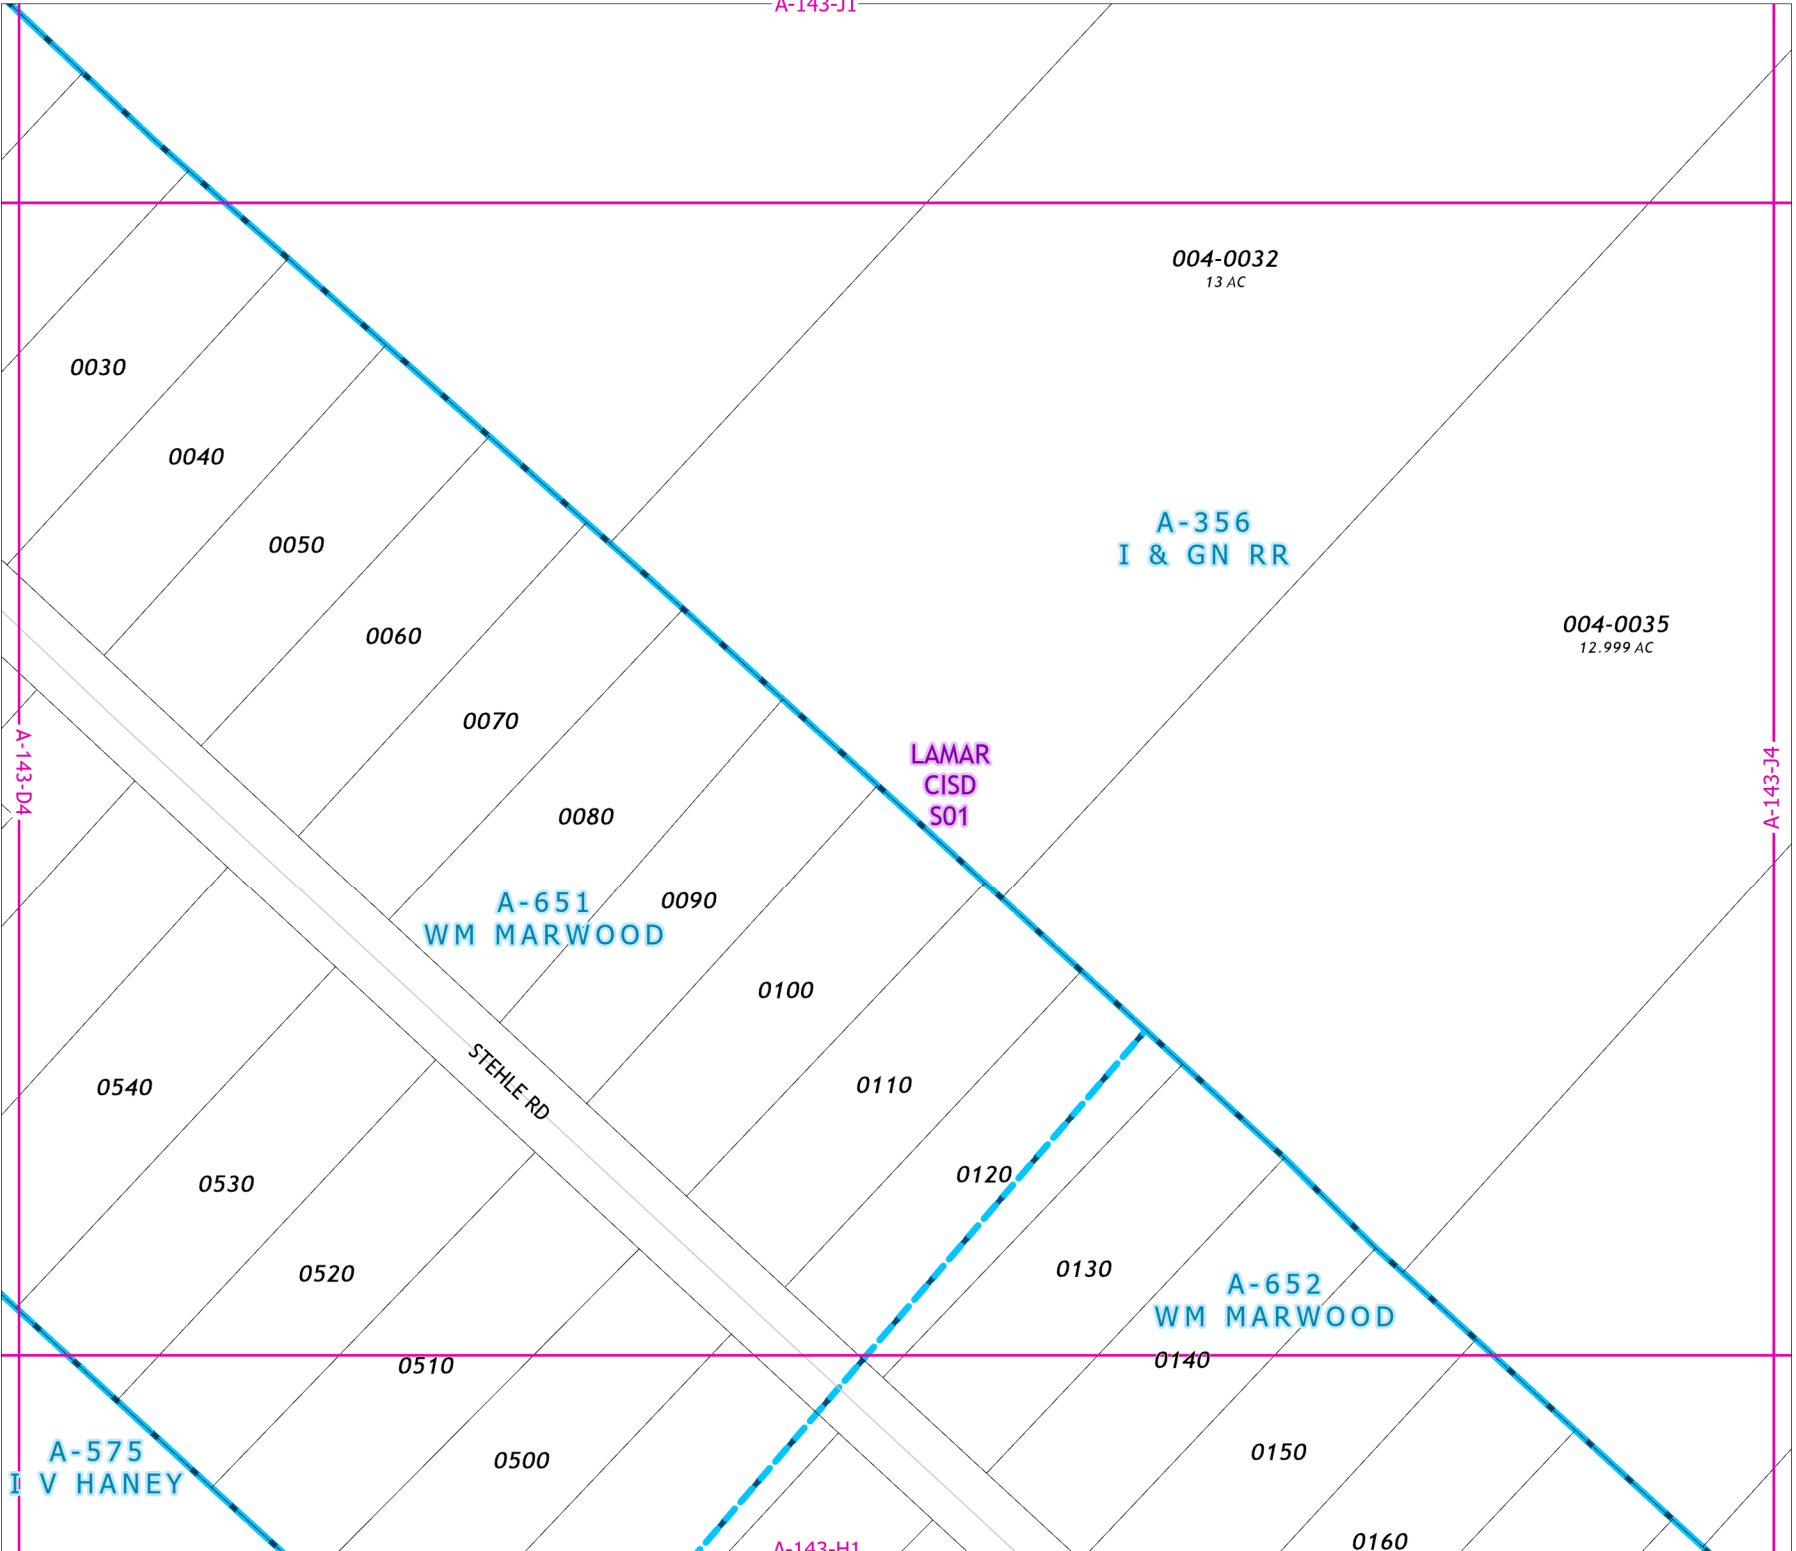 A-143-J1
004-0032
13 AC
0030
0040
A-356
I & GN RR
0050
004-0035
12.999 AC
0060
0070
A-143-D4
LAMAR
CISD
S01
A-143-J4
0080
0090
A-651
WM MARWOOD
0100
STEHLE RD
0540
0110
0120
0530
0130
0520
A-652
WM MARWOOD
0140
0510
A-575
I V HANEY
0150
0500
0160
A-143-H1